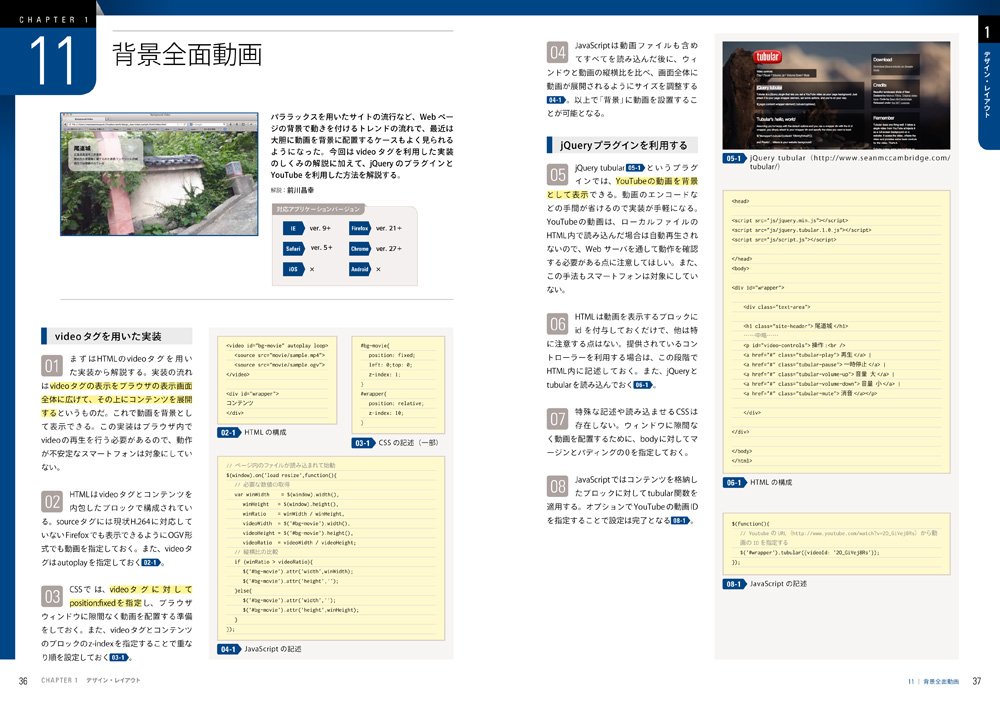 CHAPTER 1
11
背景全面動画
尾道城
パララックスを用いたサイトの流行など、Webペー
ジの背景で動きを付けるトレンドの流れで、最近は
大胆に動画を背景に配置するケースもよく見られる
ようになった。今回は video タグを利用した実装
のしくみの解説に加えて、jQuery のプラグインと
YouTube を利用した方法を解説する。
解説：前川昌幸
対応アプリケーションバージョン
IE ver. 9+ Firefox ver. 21+
Safari ver. 5+ Chrome ver. 27+
iOS × Android ×
videoタグを用いた実装
01 まずはHTMLのvideoタグを用い
た実装から解説する。実装の流れ
はvideoタグの表示をブラウザの表示画面
全体に広げて、その上にコンテンツを展開
するというものだ。これで動画を背景とし
て表示できる。この実装はブラウザ内で
videoの再生を行う必要があるので、動作
が不安定なスマートフォンは対象にしてい
ない。
02 HTMLはvideoタグとコンテンツを
内包したブロックで構成されてい
る。sourceタグには現状H.264に対応して
いないFirefoxでも表示できるようにOGV形
式でも動画を指定しておく。また、videoタ
グはautoplayを指定しておく 02-1 。
03 CSSでは、videoタグに対して
position:fixedを指定し、ブラウザ
ウィンドウに隙間なく動画を配置する準備
をしておく。また、videoタグとコンテンツ
のブロックのz-indexを指定することで重な
り順を設定しておく 03-1 。
<video id="bg-movie" autoplay loop>
<source src="movie/sample.mp4">
<source src="movie/sample.ogv">
</video>
<div id="wrapper">
コンテンツ
</div>
02-1 HTML の構成
#bg-movie{
position: fixed;
left: 0;top: 0;
z-index: 1;
}
#wrapper{
position: relative;
z-index: 10;
}
03-1 CSS の記述（一部）
// ページ内のファイルが読み込まれて始動
$(window).on('load resize',function(){
// 必要な数値の取得
var winWidth = $(window).width(),
winHeight = $(window).height(),
winRatio = winWidth / winHeight,
videoWidth = $('#bg-movie').width(),
videoHeight = $('#bg-movie').height(),
videoRatio = videoWidth / videoHeight;
// 縦横比の比較
if (winRatio > videoRatio){
$('#bg-movie').attr('width',winWidth);
$('#bg-movie').attr('height','');
}else{
$('#bg-movie').attr('width','');
$('#bg-movie').attr('height',winHeight);
}
});
04-1 JavaScript の記述
36 CHAPTER 1 デザイン・レイアウト
04 JavaScriptは動画ファイルも含め
てすべてを読み込んだ後に、ウィ
ンドウと動画の縦横比を比べ、画面全体に
動画が展開されるようにサイズを調整する
04-1 。以上で「背景」に動画を設置するこ
とが可能となる。
jQueryプラグインを利用する
05 jQuery tubular 05-1 というプラグ
インでは、YouTubeの動画を背景
として表示できる。動画のエンコードな
どの手間が省けるので実装が手軽になる。
YouTubeの動画は、ローカルファイルの
HTML内で読み込んだ場合は自動再生され
ないので、Web サーバを通して動作を確認
する必要がある点に注意してほしい。また、
この手法もスマートフォンは対象にしてい
ない。
06 HTMLは動画を表示するブロックに
id を付与しておくだけで、他は特
に注意する点はない。提供されているコン
トローラーを利用する場合は、この段階で
HTML内に記述しておく。また、jQueryと
tubularを読み込んでおく 06-1 。
07 特殊な記述や読み込ませるCSSは
存在しない。ウィンドウに隙間な
く動画を配置するために、bodyに対してマ
ージンとパディングの0を指定しておく。
08 JavaScriptではコンテンツを格納し
たブロックに対してtubular関数を
適用する。オプションでYouTubeの動画ID
を指定することで設定は完了となる 08-1 。
tubular
Download
Credits
Remember
jQuery tubular
Tubular's hello, world
05-1 jQuery tubular（http://www.seanmccambridge.com/
tubular/）
<head>
<script src="js/jquery.min.js"></script>
<script src="js/jquery.tubular.1.0.js"></script>
<script src="js/script.js"></script>
</head>
<body>
<div id="wrapper">
<div class="text-area">
<h1 class="site-header"> 尾道城 </h1>
……中略……
<p id="video-controls"> 操作：<br />
<a href="#" class="tubular-play"> 再生 </a> |
<a href="#" class="tubular-pause"> 一時停止 </a> |
<a href="#" class="tubular-volume-up"> 音量 大 </a> |
<a href="#" class="tubular-volume-down"> 音量 小 </a> |
<a href="#" class="tubular-mute"> 消音 </a></p>
</div>
</div>
</body>
</html>
06-1 HTML の構成
$(function(){
// YoutubeのURL（http://www.youtube.com/watch?v=2O_GiVej8Rs）から動
画の ID を指定する
$('#wrapper').tubular({videoId: '2O_GiVej8Rs'});
});
08-1 JavaScript の記述
1
デザイン・レイアウト
11 ｜ 背景全面動画 37